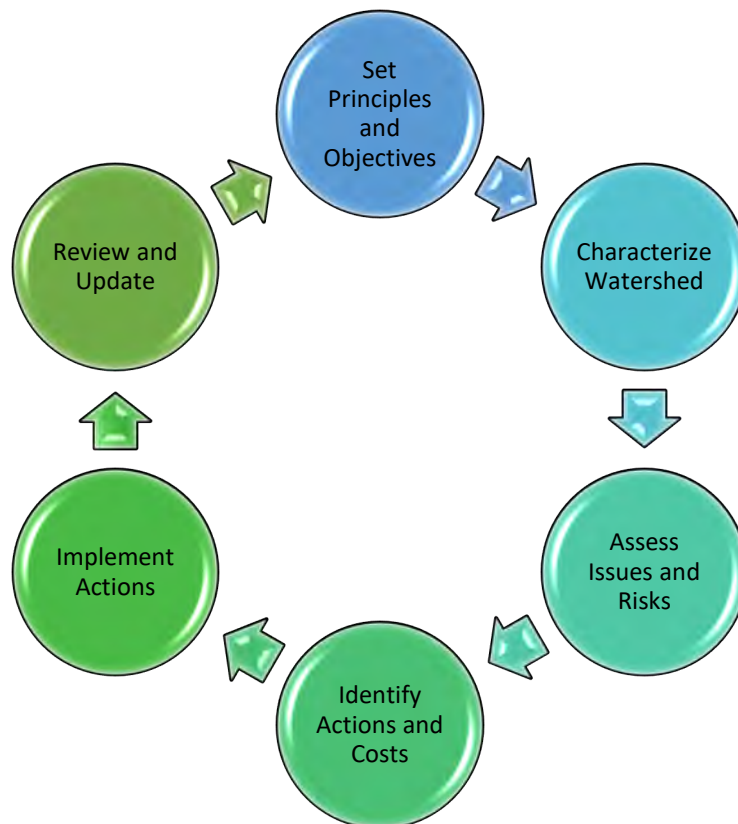 Set
Principles
and
Objectives
Characterize
Watershed
Assess
Issues and
Risks
Identify
Actions and
Costs
Implement
Actions
Review and
Update